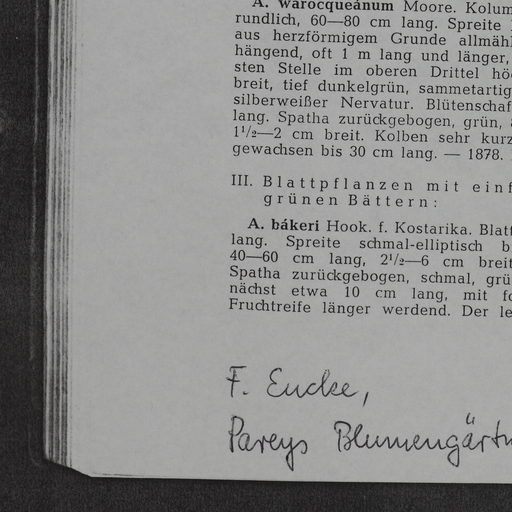 A. warocqueánum Moore. Kolum
rundlich, 60—80 cm lang. Spreite
aus herzförmigem Grunde allmähl
hängend, oft 1 m lang und länger,
sten Stelle im oberen Drittel hö
breit, tief dunkelgrün, sammetartig
silberweißer Nervatur. Blütenschaf
lang. Spatha zurückgebogen, grün,
1½—2 cm breit. Kolben sehr kurz
gewachsen bis 30 cm lang. — 1878.
III. Blattpflanzen mit einf
grünen Bättern:
A. bákeri Hook. f. Kostarika. Blatt
lang. Spreite schmal-elliptisch b
40—60 cm lang, 2½—6 cm breit
Spatha zurückgebogen, schmal, grü
nächst etwa 10 cm lang, mit fo
Fruchtreife länger werdend. Der le
F. Encke,
Pareys Blumengärtn